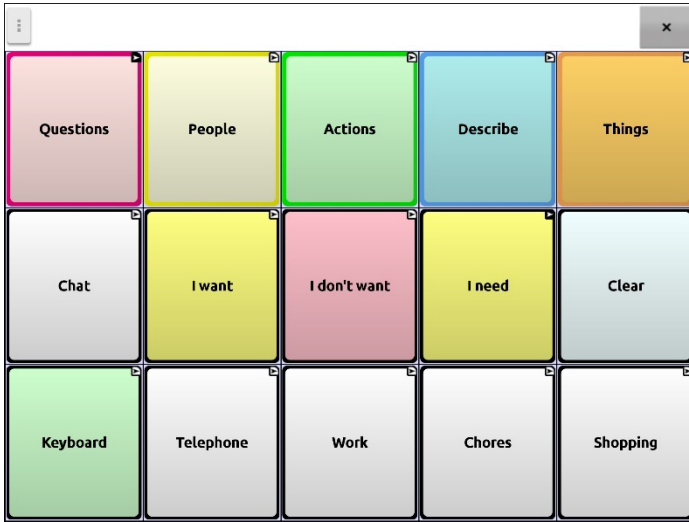 Questions
People
Actions
Describe
Things
Chat
I want
I don't want
I need
Clear
Keyboard
Telephone
Work
Chores
Shopping